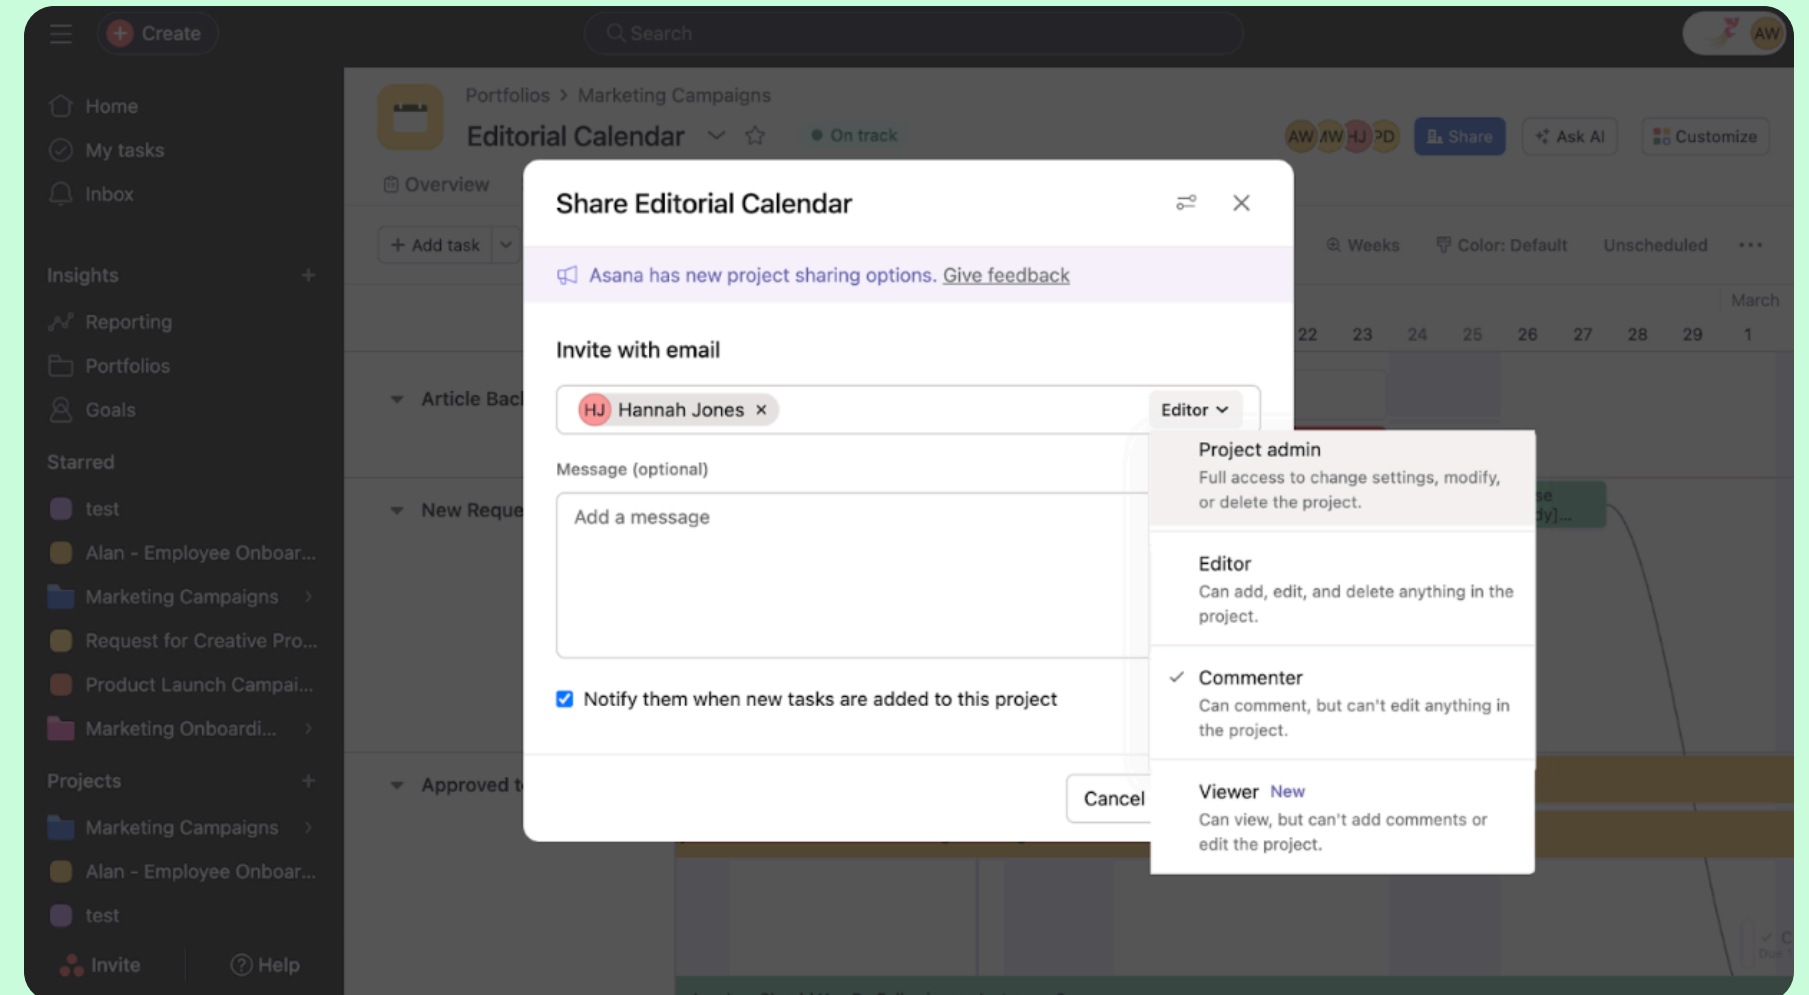 Create
Search
AW
Home
My tasks
Inbox
Insights
Reporting
Portfolios
Goals
Starred
test
Alan - Employee Onboar...
Marketing Campaigns
Request for Creative Pro...
Product Launch Campai...
Marketing Onboardi...
Projects
Marketing Campaigns
Alan - Employee Onboar...
test
Invite
Help
Portfolios > Marketing Campaigns
Editorial Calendar
On track
AW MW HJ PD
Share
Ask AI
Customize
Overview
+ Add task
Weeks
Color: Default
Unscheduled
March
22 23 24 25 26 27 28 29 1
Article Bac
New Reque
Approved t
Share Editorial Calendar
Asana has new project sharing options. Give feedback
Invite with email
HJ Hannah Jones ×
Editor
Message (optional)
Add a message
Notify them when new tasks are added to this project
Cancel
Project admin
Full access to change settings, modify,
or delete the project.
Editor
Can add, edit, and delete anything in the
project.
Commenter
Can comment, but can't edit anything in
the project.
Viewer New
Can view, but can't add comments or
edit the project.
se
dy]...